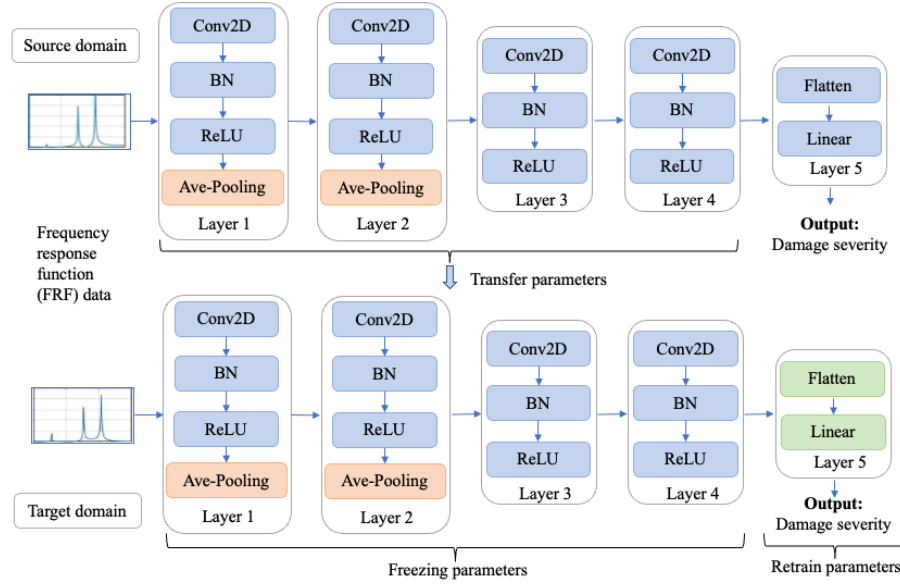 Source domain
Conv2D
BN
ReLU
Ave-Pooling
Layer 1
Conv2D
BN
ReLU
Ave-Pooling
Layer 2
Conv2D
BN
ReLU
Layer 3
Conv2D
BN
ReLU
Layer 4
Flatten
Linear
Layer 5
Output:
Damage severity
Frequency
response
function
(FRF) data
Transfer parameters
Conv2D
BN
ReLU
Ave-Pooling
Layer 1
Conv2D
BN
ReLU
Ave-Pooling
Layer 2
Conv2D
BN
ReLU
Layer 3
Conv2D
BN
ReLU
Layer 4
Flatten
Linear
Layer 5
Output:
Damage severity
Target domain
Freezing parameters
Retrain parameters